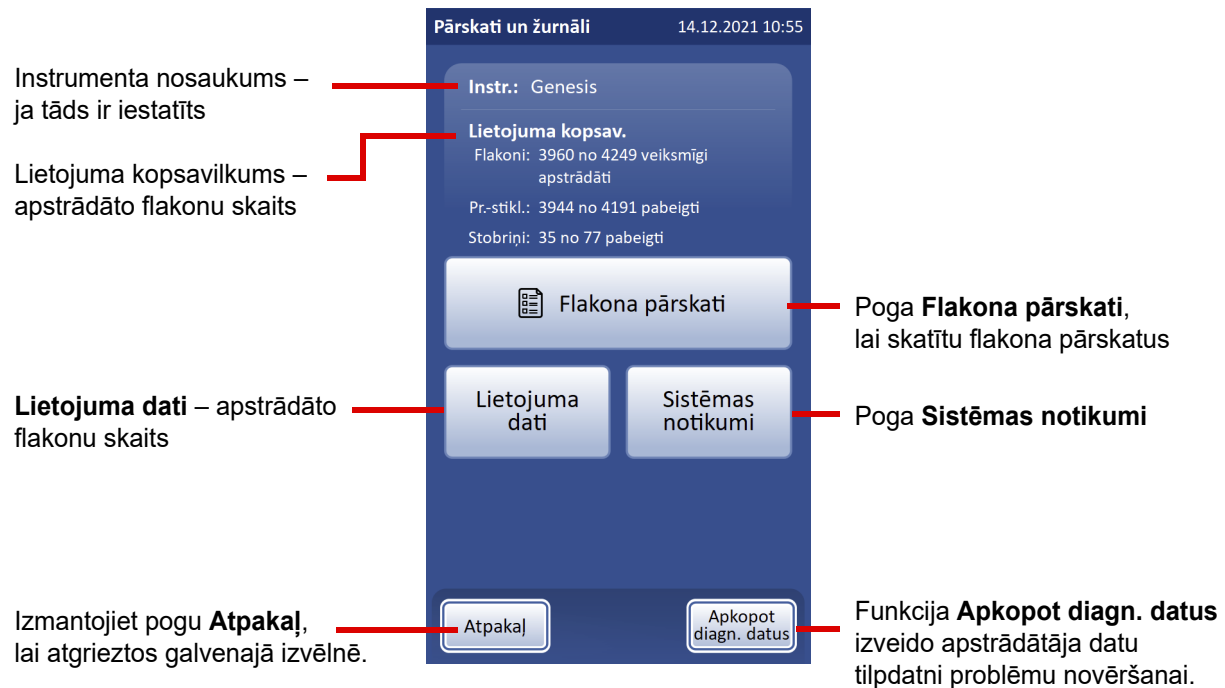 Pārskati un žurnāli 14.12.2021 10:55
Instrumenta nosaukums –
ja tāds ir iestatīts
Instr.: Genesis
Lietojuma kopsavilkums –
apstrādāto flakonu skaits
Lietojuma kopsav.
Flakoni: 3960 no 4249 veiksmīgi
apstrādāti
Pr.-stikl.: 3944 no 4191 pabeigti
Stobriņi: 35 no 77 pabeigti
Flakona pārskati
Poga Flakona pārskati,
lai skatītu flakona pārskatus
Lietojuma dati – apstrādāto
flakonu skaits
Lietojuma
dati
Sistēmas
notikumi
Poga Sistēmas notikumi
Izmantojiet pogu Atpakaļ,
lai atgrieztos galvenajā izvēlnē.
Atpakaļ
Apkopot
diagn. datus
Funkcija Apkopot diagn. datus
izveido apstrādātāja datu
tilpdatni problēmu novēršanai.